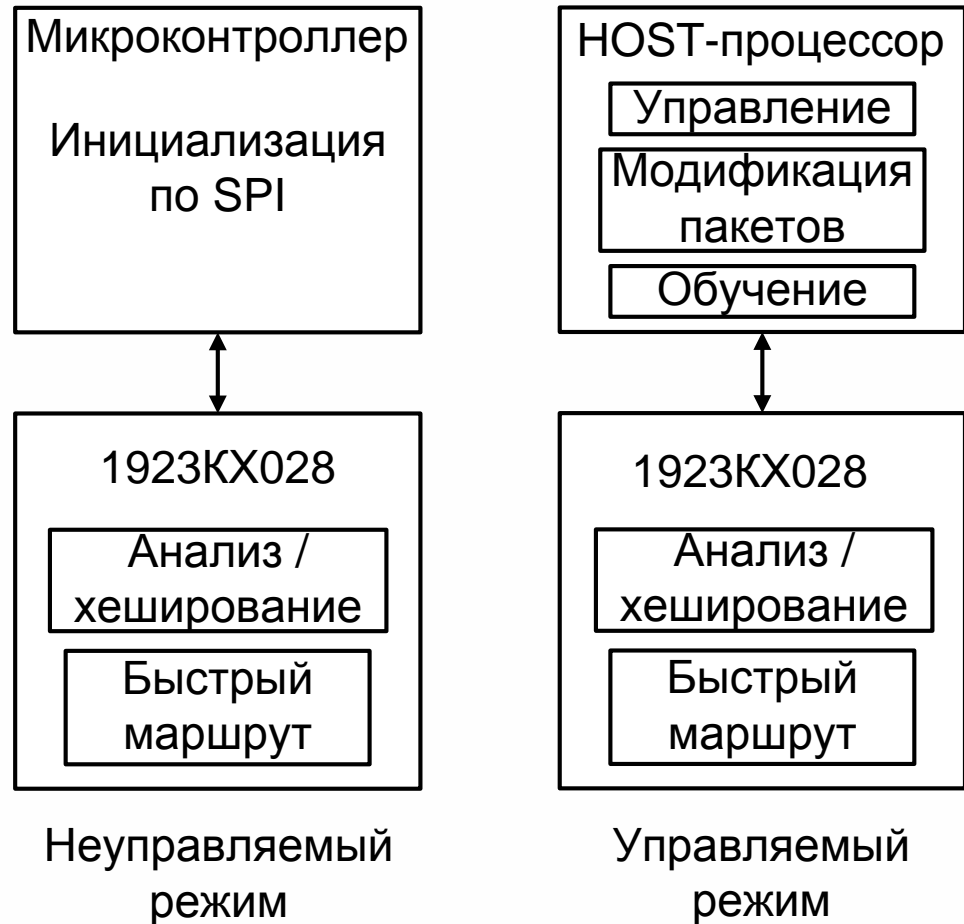 Микроконтроллер
Инициализация
по SPI
1923КХ028
Анализ /
хеширование
Быстрый
маршрут
Неуправляемый
режим
HOST-процессор
Управление
Модификация
пакетов
Обучение
1923КХ028
Анализ /
хеширование
Быстрый
маршрут
Управляемый
режим